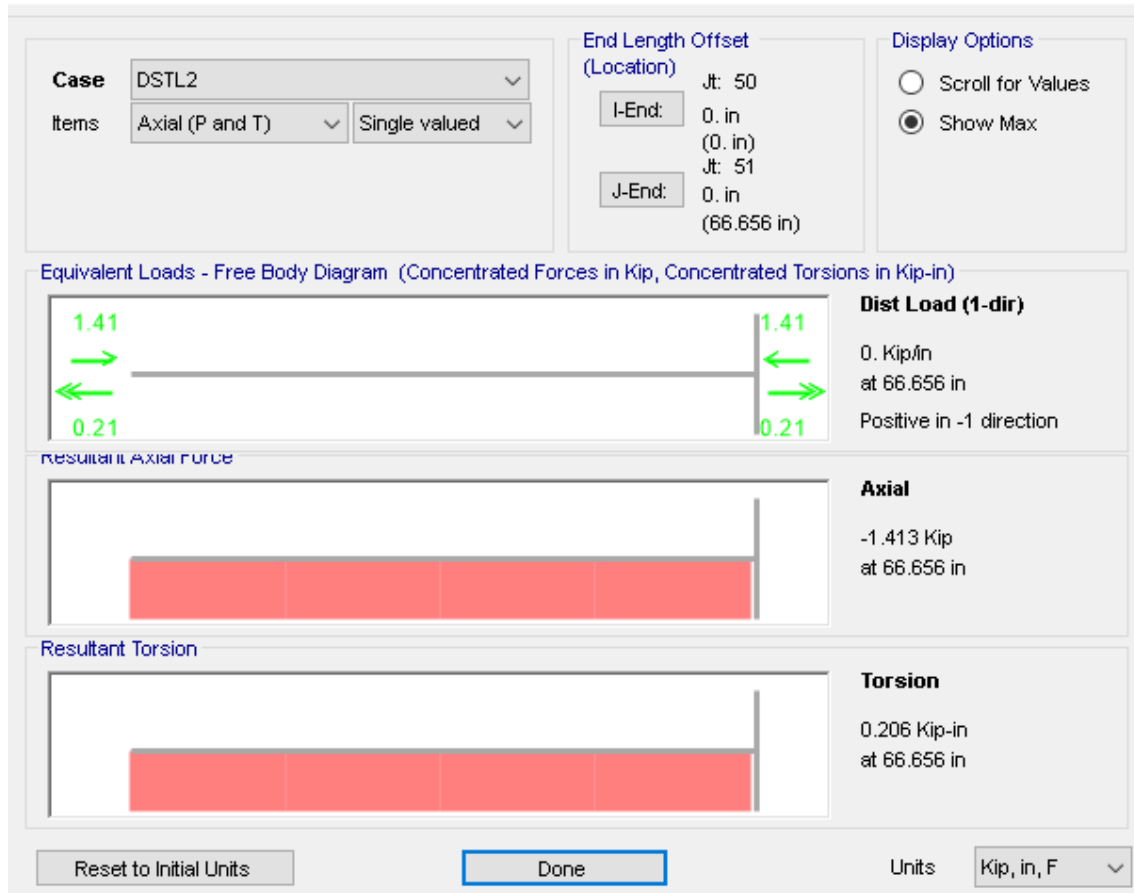 Case DSTL2
Items Axial (P and T) Single valued
End Length Offset
(Location)
Jt: 50
I-End: 0. in
(0. in)
Jt: 51
J-End: 0. in
(66.656 in)
Display Options
Scroll for Values
Show Max
Equivalent Loads - Free Body Diagram (Concentrated Forces in Kip, Concentrated Torsions in Kip-in)
1.41 1.41
0.21 0.21
Dist Load (1-dir)
0. Kip/in
at 66.656 in
Positive in -1 direction
Resultant Axial Force
Axial
-1.413 Kip
at 66.656 in
Resultant Torsion
Torsion
0.206 Kip-in
at 66.656 in
Reset to Initial Units Done Units Kip, in, F